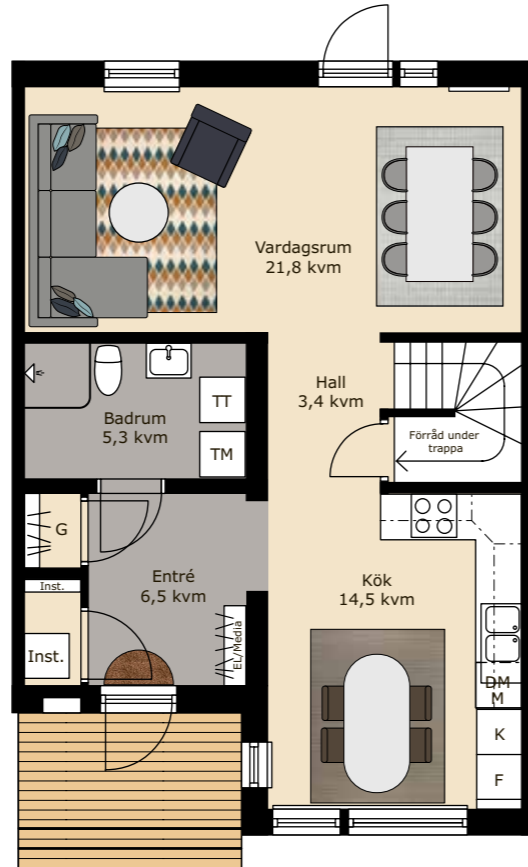 Vardagsrum
21,8 kvm
Hall
3,4 kvm
Badrum
5,3 kvm
TT
TM
Förråd under
trappa
G
Entré
6,5 kvm
Inst.
Inst.
EL/Media
Kök
14,5 kvm
DM
M
K
F